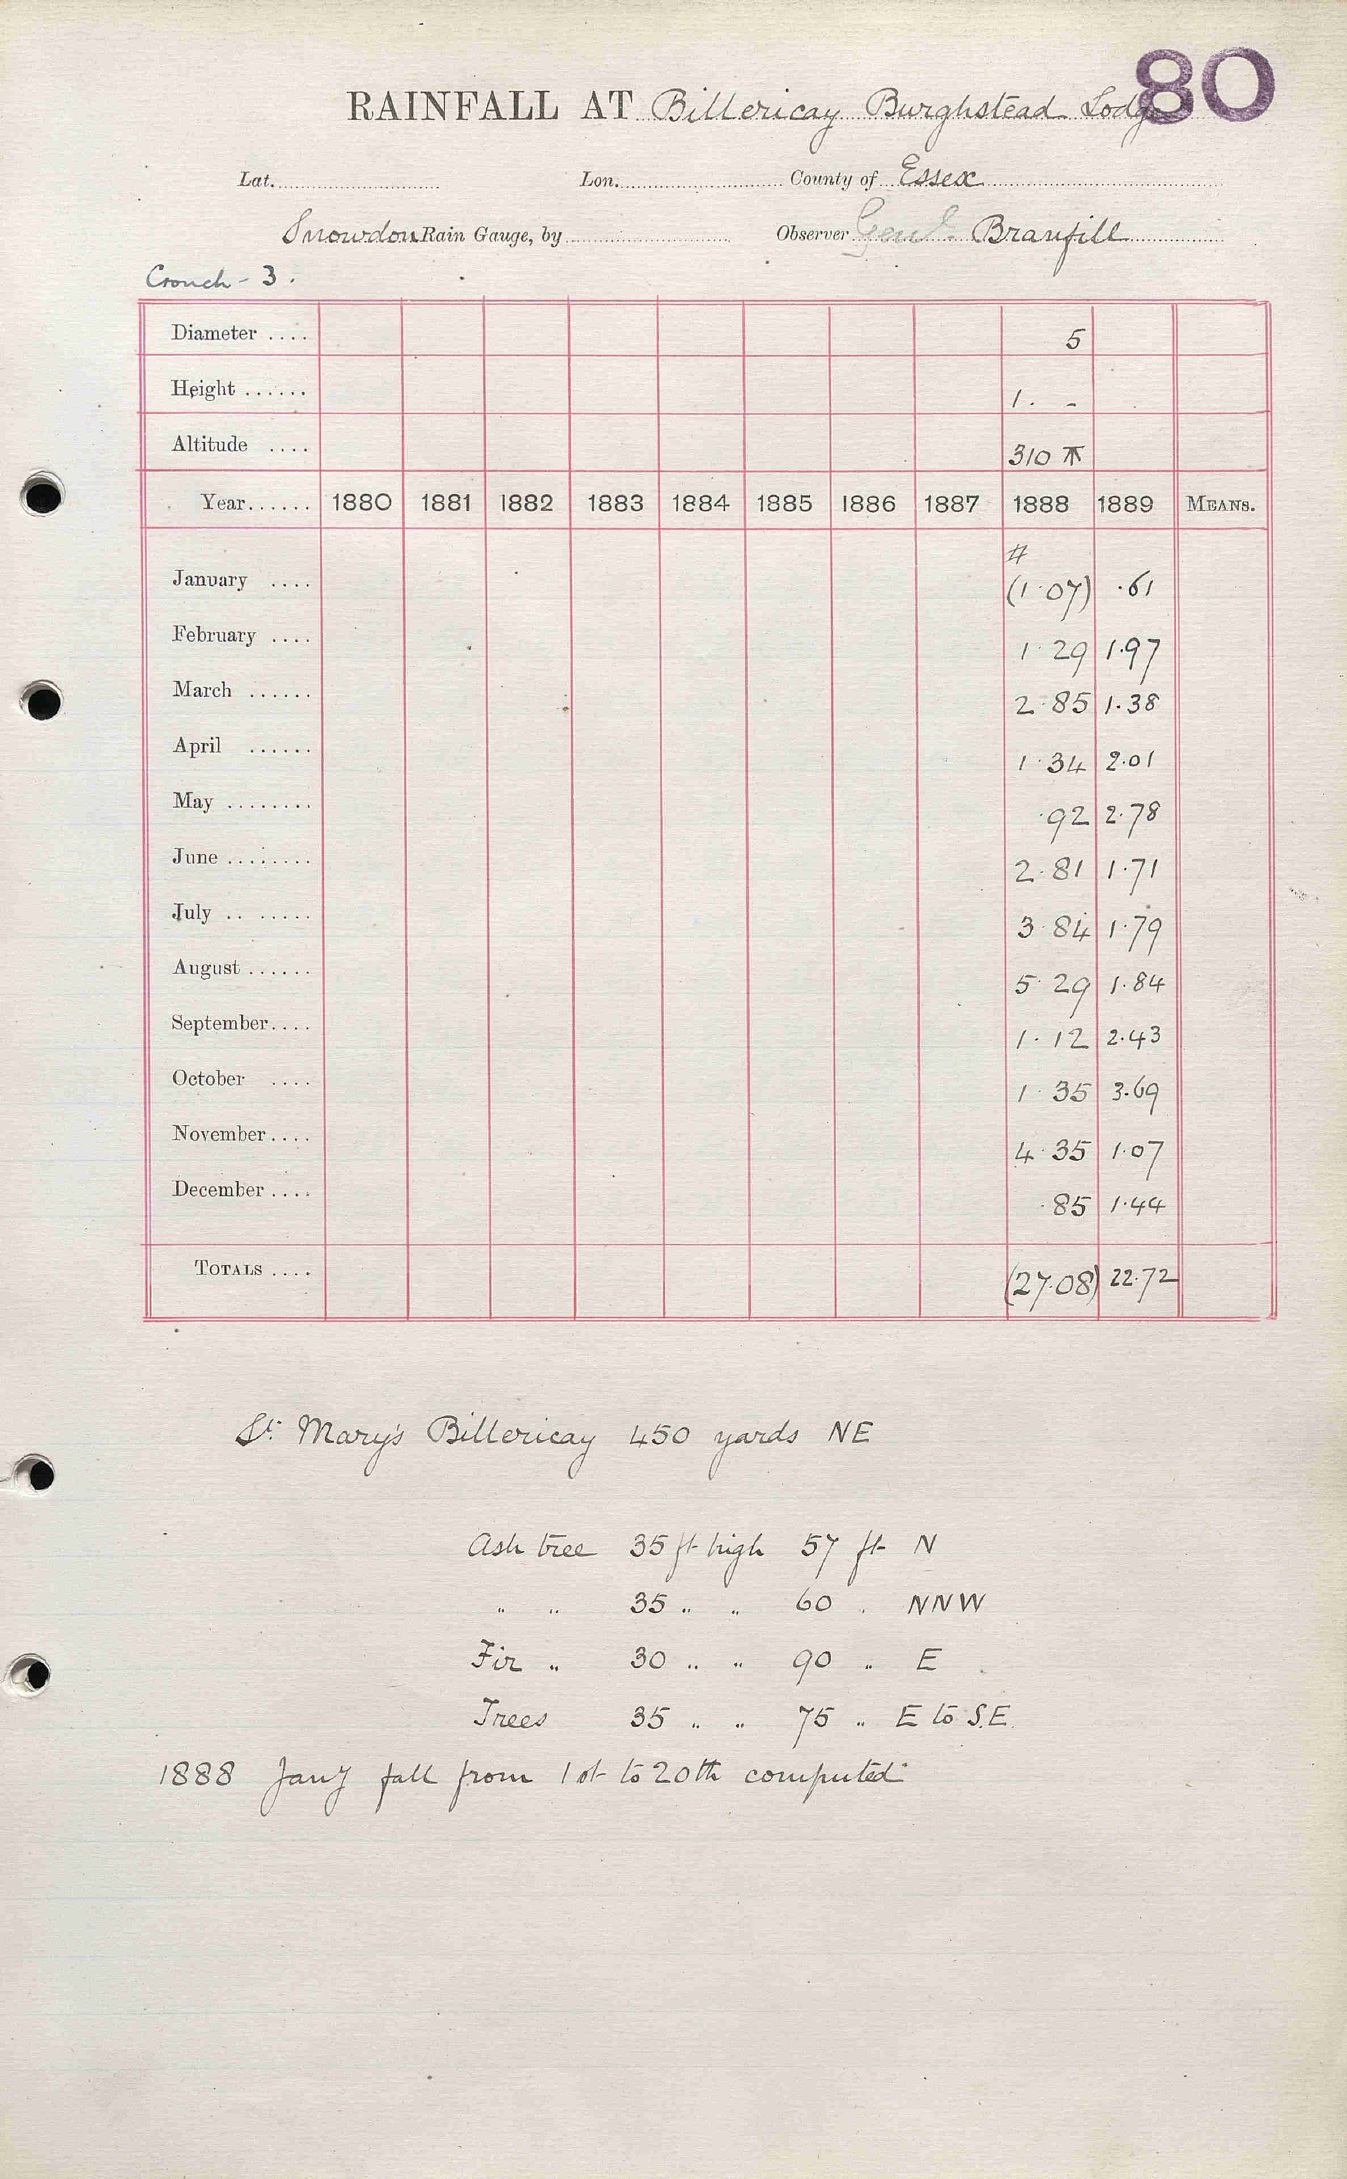 80
RAINFALL AT Billericay Burghstead Lodge
Lat. Lon. County of Essex
Snowdon Rain Gauge, by Observer Genl. Branfill
Crouch - 3.
Diameter .... 5
Height ...... 1. -
Altitude .... 310
Year...... 1880 1881 1882 1883 1884 1885 1886 1887 1888 1889 MEANS.
#
January .... (1.07) .61
February .... 1.29 1.97
March ...... 2.85 1.38
April ...... 1.34 2.01
May ........ .92 2.78
June ........ 2.81 1.71
July .. ..... 3.84 1.79
August ...... 5.29 1.84
September.... 1.12 2.43
October .... 1.35 3.69
November.... 4.35 1.07
December .... .85 1.44
TOTALS .... (27.08) 22.72
St. Mary's Billericay 450 yards NE
Ash tree 35 ft high 57 ft N
" " 35 " " 60 " NNW
Fir " 30 " " 90 " E
Trees 35 " " 75 " E to S.E.
1888 Jany fall from 1st to 20th computed